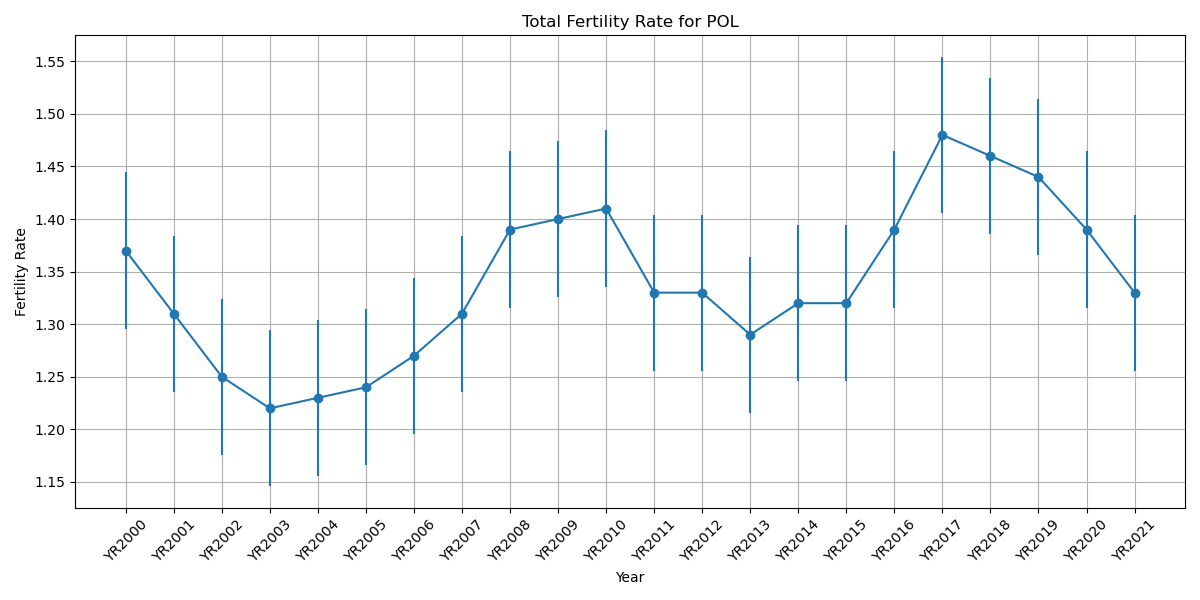 Total Fertility Rate for POL
Fertility Rate
1.55
1.50
1.45
1.40
1.35
1.30
1.25
1.20
1.15
YR2000
YR2001
YR2002
YR2003
YR2004
YR2005
YR2006
YR2007
YR2008
YR2009
YR2010
YR2011
YR2012
YR2013
YR2014
YR2015
YR2016
YR2017
YR2018
YR2019
YR2020
YR2021
Year